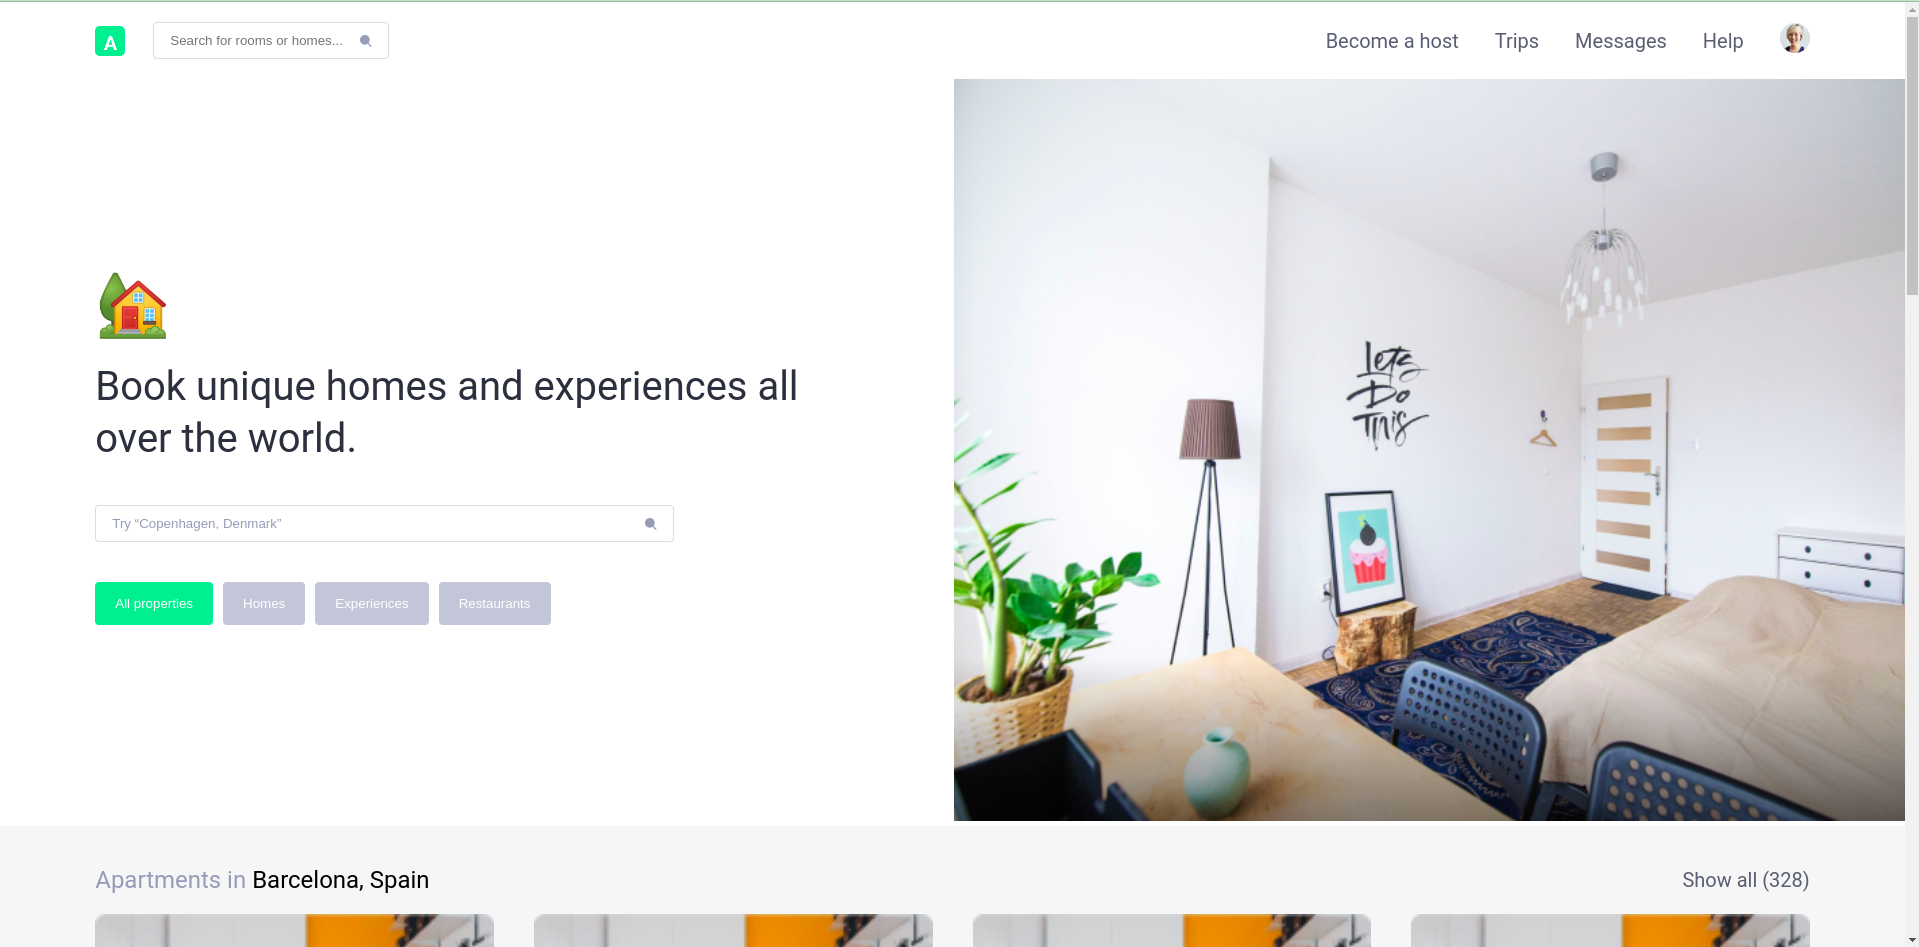 A
Search for rooms or homes...
Become a host
Trips
Messages
Help
Book unique homes and experiences all
over the world.
Try “Copenhagen, Denmark”
All properties
Homes
Experiences
Restaurants
Lets
Do
This
Apartments in Barcelona, Spain
Show all (328)